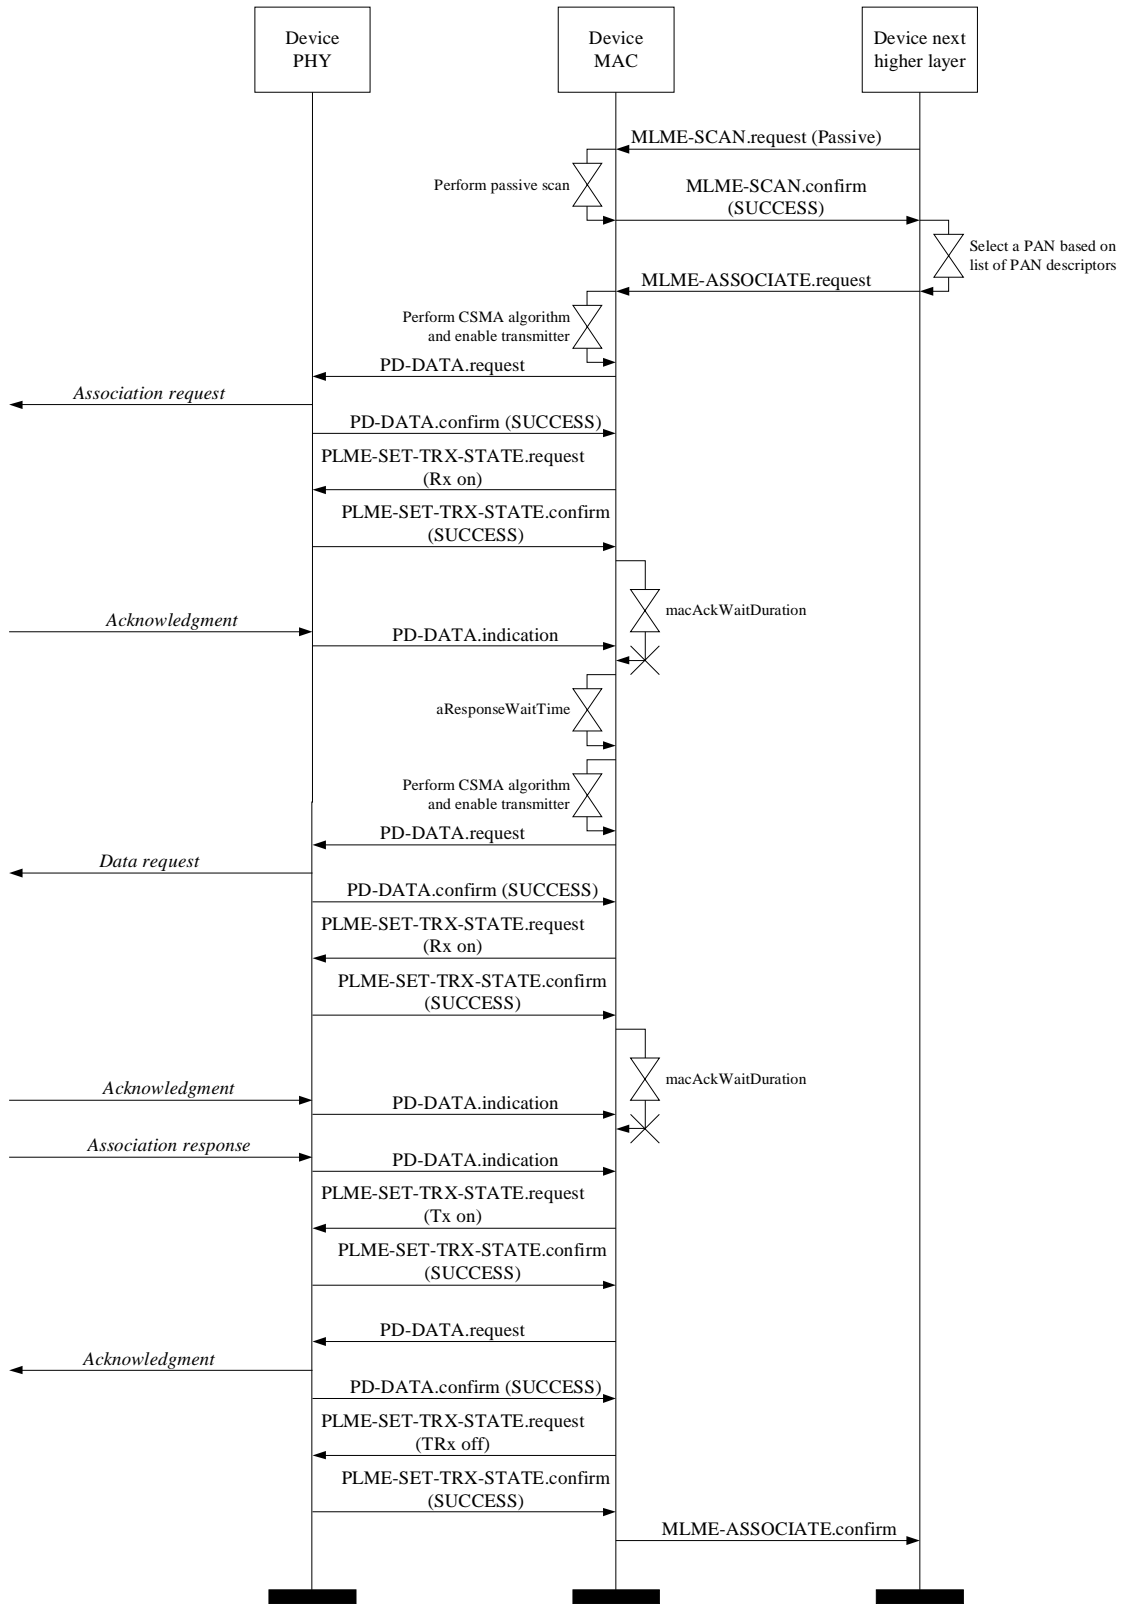 Device
PHY
Device
MAC
Device next
higher layer
MLME-SCAN.request (Passive)
Perform passive scan
MLME-SCAN.confirm
(SUCCESS)
Select a PAN based on
list of PAN descriptors
MLME-ASSOCIATE.request
Perform CSMA algorithm
and enable transmitter
PD-DATA.request
Association request
PD-DATA.confirm (SUCCESS)
PLME-SET-TRX-STATE.request
(Rx on)
PLME-SET-TRX-STATE.confirm
(SUCCESS)
macAckWaitDuration
Acknowledgment
PD-DATA.indication
aResponseWaitTime
Perform CSMA algorithm
and enable transmitter
PD-DATA.request
Data request
PD-DATA.confirm (SUCCESS)
PLME-SET-TRX-STATE.request
(Rx on)
PLME-SET-TRX-STATE.confirm
(SUCCESS)
macAckWaitDuration
Acknowledgment
PD-DATA.indication
Association response
PD-DATA.indication
PLME-SET-TRX-STATE.request
(Tx on)
PLME-SET-TRX-STATE.confirm
(SUCCESS)
PD-DATA.request
Acknowledgment
PD-DATA.confirm (SUCCESS)
PLME-SET-TRX-STATE.request
(TRx off)
PLME-SET-TRX-STATE.confirm
(SUCCESS)
MLME-ASSOCIATE.confirm